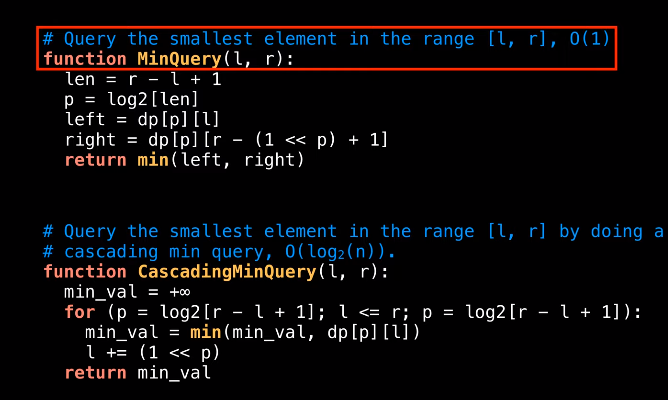 # Query the smallest element in the range [l, r], O(1)
function MinQuery(l, r):
  len = r - l + 1
  p = log2[len]
  left = dp[p][l]
  right = dp[p][r - (1 << p) + 1]
  return min(left, right)
# Query the smallest element in the range [l, r] by doing a
# cascading min query, O(log₂(n)).
function CascadingMinQuery(l, r):
  min_val = +∞
  for (p = log2[r - l + 1]; l <= r; p = log2[r - l + 1]):
    min_val = min(min_val, dp[p][l])
    l += (1 << p)
  return min_val